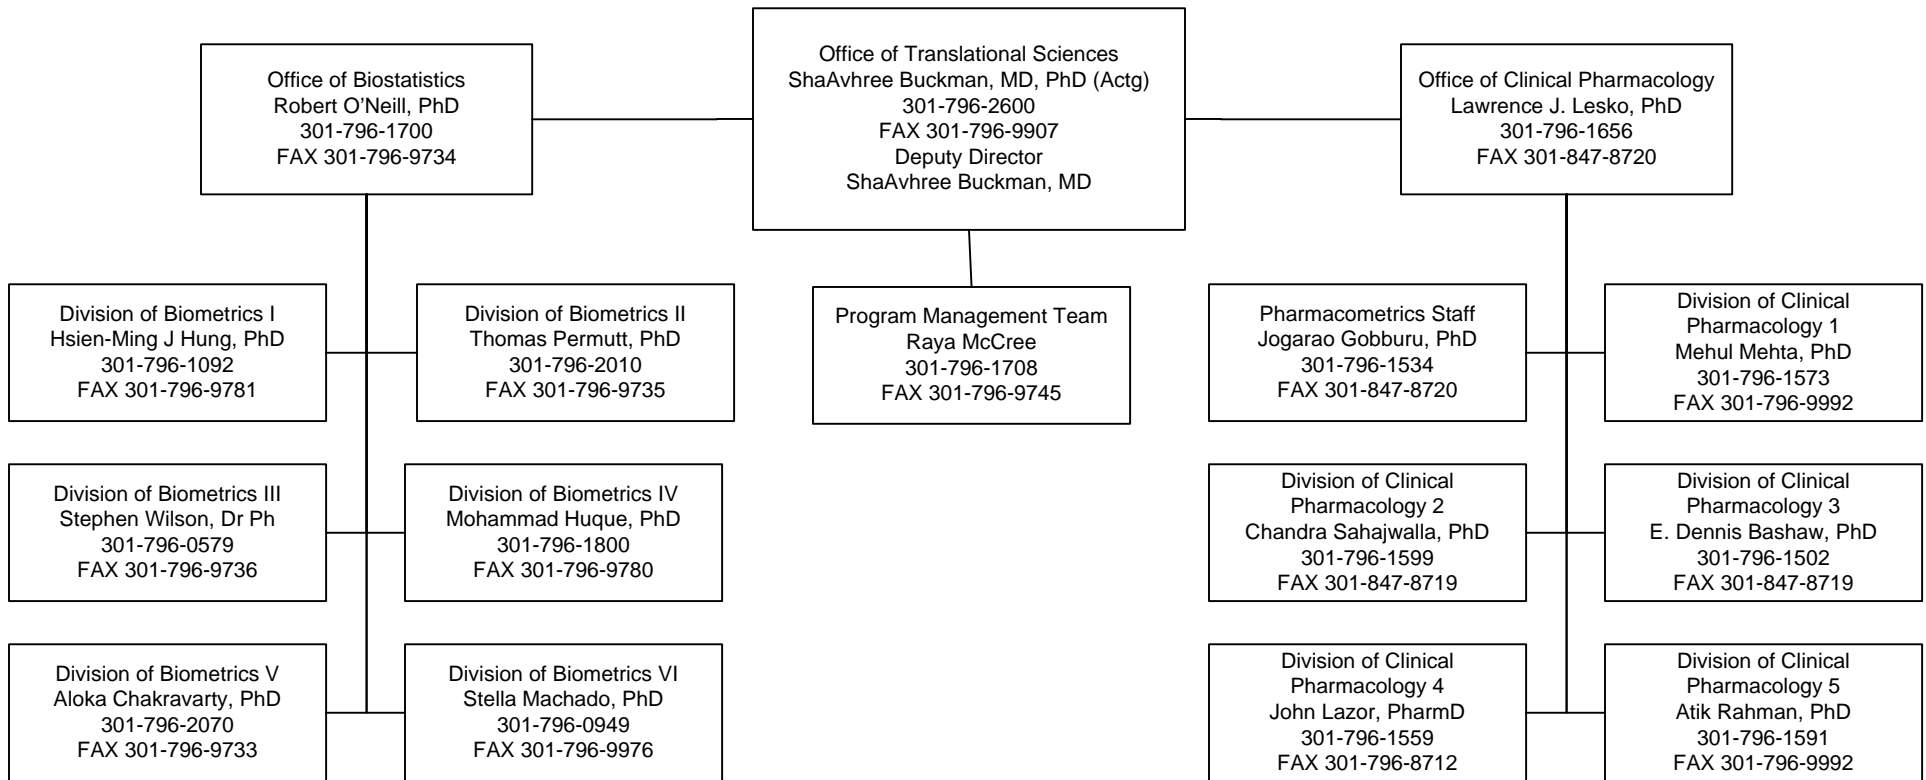 Office of Translational Sciences
ShaAvhree Buckman, MD, PhD (Actg)
301-796-2600
FAX 301-796-9907
Deputy Director
ShaAvhree Buckman, MD
Office of Biostatistics
Robert O'Neill, PhD
301-796-1700
FAX 301-796-9734
Office of Clinical Pharmacology
Lawrence J. Lesko, PhD
301-796-1656
FAX 301-847-8720
Division of Biometrics I
Hsien-Ming J Hung, PhD
301-796-1092
FAX 301-796-9781
Division of Biometrics II
Thomas Permutt, PhD
301-796-2010
FAX 301-796-9735
Program Management Team
Raya McCree
301-796-1708
FAX 301-796-9745
Pharmacometrics Staff
Jogarao Gobburu, PhD
301-796-1534
FAX 301-847-8720
Division of Clinical
Pharmacology 1
Mehul Mehta, PhD
301-796-1573
FAX 301-796-9992
Division of Biometrics III
Stephen Wilson, Dr Ph
301-796-0579
FAX 301-796-9736
Division of Biometrics IV
Mohammad Huque, PhD
301-796-1800
FAX 301-796-9780
Division of Clinical
Pharmacology 2
Chandra Sahajwalla, PhD
301-796-1599
FAX 301-847-8719
Division of Clinical
Pharmacology 3
E. Dennis Bashaw, PhD
301-796-1502
FAX 301-847-8719
Division of Biometrics V
Aloka Chakravarty, PhD
301-796-2070
FAX 301-796-9733
Division of Biometrics VI
Stella Machado, PhD
301-796-0949
FAX 301-796-9976
Division of Clinical
Pharmacology 4
John Lazor, PharmD
301-796-1559
FAX 301-796-8712
Division of Clinical
Pharmacology 5
Atik Rahman, PhD
301-796-1591
FAX 301-796-9992